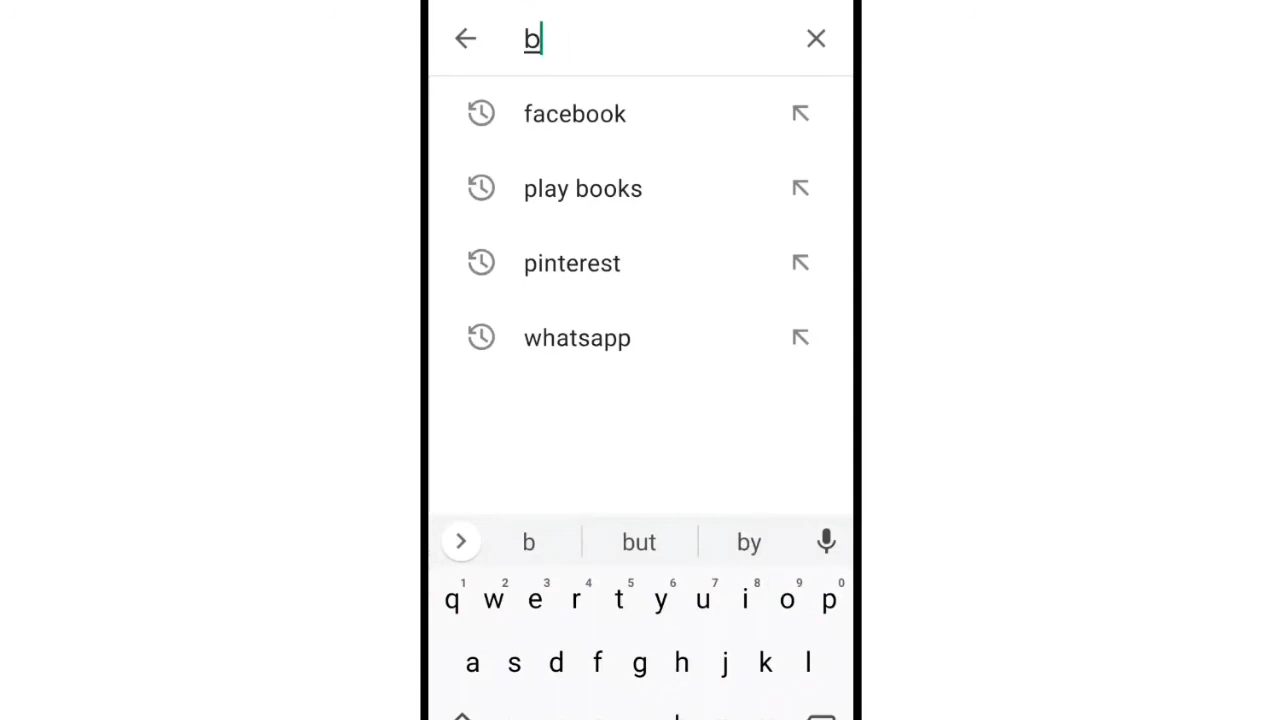 b
facebook
play books
pinterest
whatsapp
b but by
1 2 3 4 5 6 7 8 9 0
q w e r t y u i o p
a s d f g h j k l